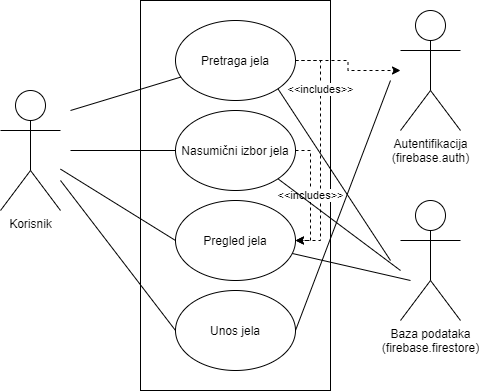 Pretraga jela
<<includes>>
Autentifikacija
(firebase.auth)
Nasumični izbor jela
<<includes>>
Korisnik
Pregled jela
Unos jela
Baza podataka
(firebase.firestore)